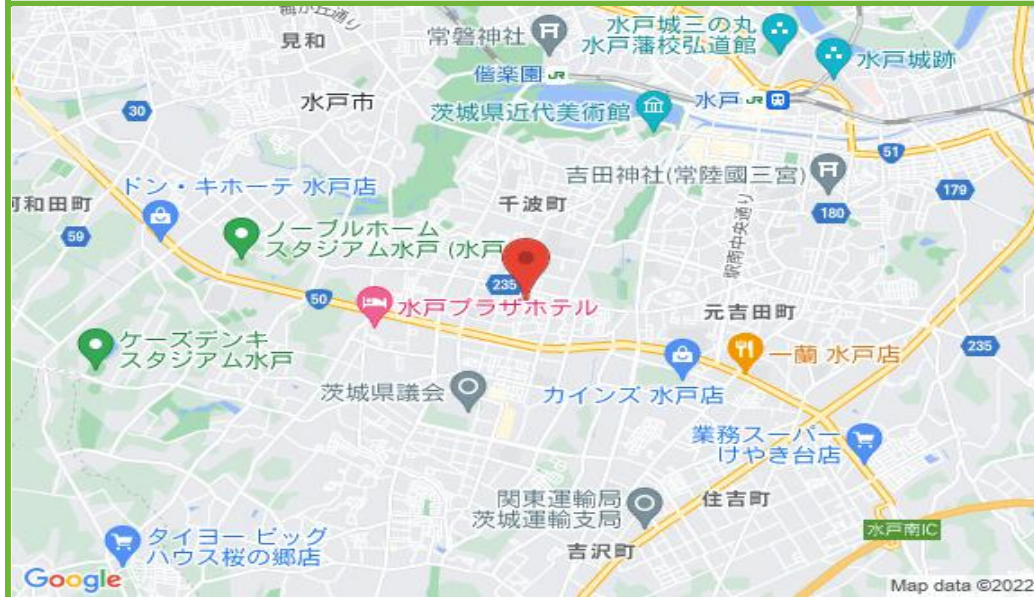 見和
常磐神社
水戸城三の丸
水戸藩校弘道館
水戸城跡
偕楽園 JR
水戸市
30
茨城県近代美術館
水戸 JR
51
吉田神社(常陸國三宮)
179
ドン・キホーテ 水戸店
河和田町
千波町
180
駅南中央通り
59
ノーブルホーム
スタジアム水戸 (水戸
235
50
水戸プラザホテル
元吉田町
235
ケーズデンキ
スタジアム水戸
一蘭 水戸店
茨城県議会
カインズ 水戸店
業務スーパー
けやき台店
関東運輸局
茨城運輸支局
住吉町
水戸南IC
タイヨー ビッグ
ハウス桜の郷店
吉沢町
Google
Map data ©2022